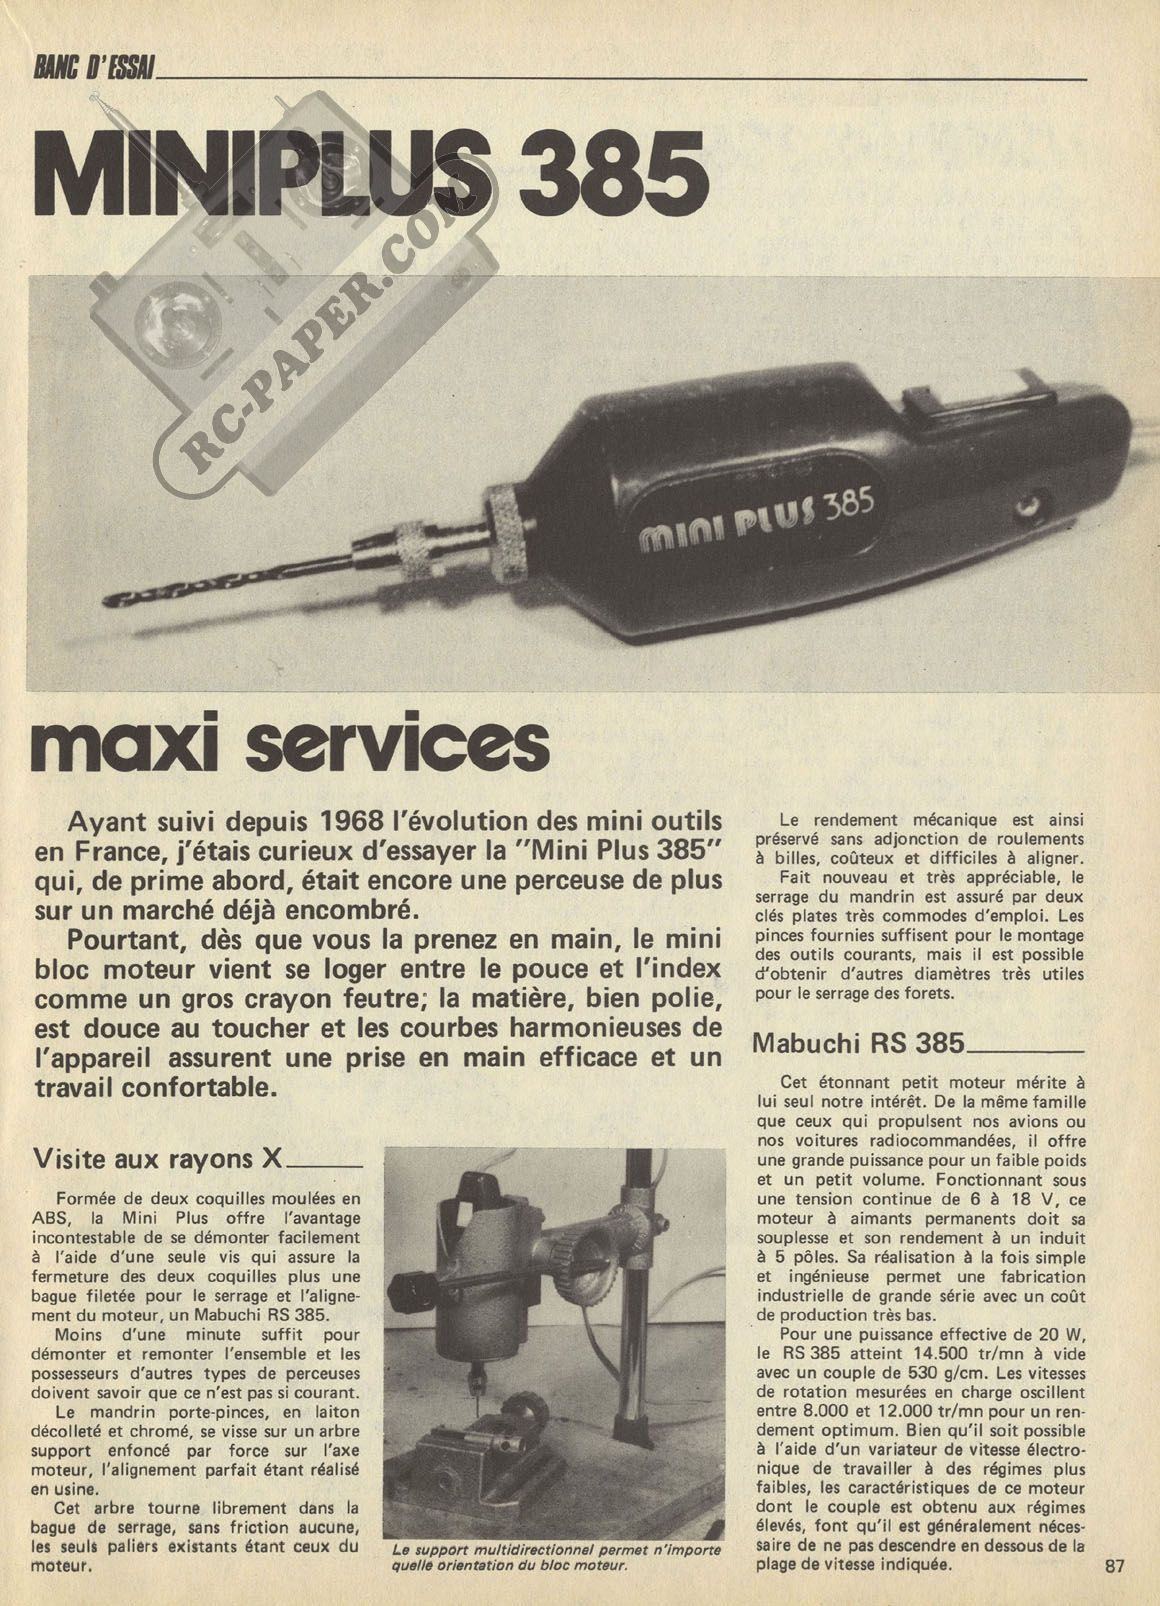 BANC D'ESSAI
MINIPLUS 385
RC-PAPER.COM
MINI PLUS 385
maxi services
Ayant suivi depuis 1968 l'évolution des mini outils
en France, j'étais curieux d'essayer la "Mini Plus 385"
qui, de prime abord, était encore une perceuse de plus
sur un marché déjà encombré.
Pourtant, dès que vous la prenez en main, le mini
bloc moteur vient se loger entre le pouce et l'index
comme un gros crayon feutre; la matière, bien polie,
est douce au toucher et les courbes harmonieuses de
l'appareil assurent une prise en main efficace et un
travail confortable.
Visite aux rayons X
Formée de deux coquilles moulées en
ABS, la Mini Plus offre l'avantage
incontestable de se démonter facilement
à l'aide d'une seule vis qui assure la
fermeture des deux coquilles plus une
bague filetée pour le serrage et l'aligne-
ment du moteur, un Mabuchi RS 385.
Moins d'une minute suffit pour
démonter et remonter l'ensemble et les
possesseurs d'autres types de perceuses
doivent savoir que ce n'est pas si courant.
Le mandrin porte-pinces, en laiton
décolleté et chromé, se visse sur un arbre
support enfoncé par force sur l'axe
moteur, l'alignement parfait étant réalisé
en usine.
Cet arbre tourne librement dans la
bague de serrage, sans friction aucune,
les seuls paliers existants étant ceux du
moteur.
Le support multidirectionnel permet n'importe
quelle orientation du bloc moteur.
Le rendement mécanique est ainsi
préservé sans adjonction de roulements
à billes, coûteux et difficiles à aligner.
Fait nouveau et très appréciable, le
serrage du mandrin est assuré par deux
clés plates très commodes d'emploi. Les
pinces fournies suffisent pour le montage
des outils courants, mais il est possible
d'obtenir d'autres diamètres très utiles
pour le serrage des forets.
Mabuchi RS 385
Cet étonnant petit moteur mérite à
lui seul notre intérêt. De la même famille
que ceux qui propulsent nos avions ou
nos voitures radiocommandées, il offre
une grande puissance pour un faible poids
et un petit volume. Fonctionnant sous
une tension continue de 6 à 18 V, ce
moteur à aimants permanents doit sa
souplesse et son rendement à un induit
à 5 pôles. Sa réalisation à la fois simple
et ingénieuse permet une fabrication
industrielle de grande série avec un coût
de production très bas.
Pour une puissance effective de 20 W,
le RS 385 atteint 14.500 tr/mn à vide
avec un couple de 530 g/cm. Les vitesses
de rotation mesurées en charge oscillent
entre 8.000 et 12.000 tr/mn pour un ren-
dement optimum. Bien qu'il soit possible
à l'aide d'un variateur de vitesse électro-
nique de travailler à des régimes plus
faibles, les caractéristiques de ce moteur
dont le couple est obtenu aux régimes
élevés, font qu'il est généralement néces-
saire de ne pas descendre en dessous de la
plage de vitesse indiquée.
87